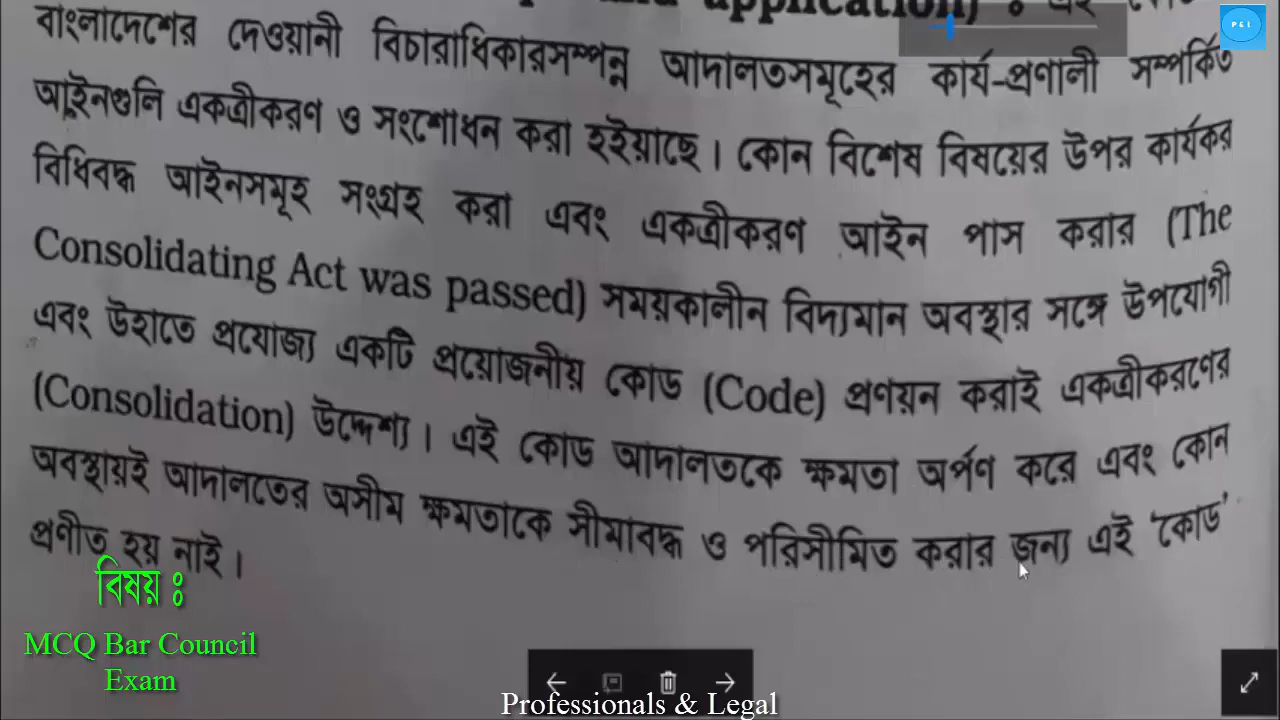 application) : এই
বাংলাদেশের দেওয়ানী বিচারাধিকারসম্পন্ন আদালতসমূহের কার্য-প্রণালী সম্পর্কিত
আইনগুলি একত্রীকরণ ও সংশোধন করা হইয়াছে। কোন বিশেষ বিষয়ের উপর কার্যকর
বিধিবদ্ধ আইনসমূহ সংগ্রহ করা এবং একত্রীকরণ আইন পাস করার (The
Consolidating Act was passed) সময়কালীন বিদ্যমান অবস্থার সঙ্গে উপযোগী
এবং উহাতে প্রযোজ্য একটি প্রয়োজনীয় কোড (Code) প্রণয়ন করাই একত্রীকরণের
(Consolidation) উদ্দেশ্য। এই কোড আদালতকে ক্ষমতা অর্পণ করে এবং কোন
অবস্থায়ই আদালতের অসীম ক্ষমতাকে সীমাবদ্ধ ও পরিসীমিত করার জন্য এই ‘কোড’
প্রণীত হয় নাই।
বিষয় ঃ
MCQ Bar Council
Exam
Professionals & Legal
P & L